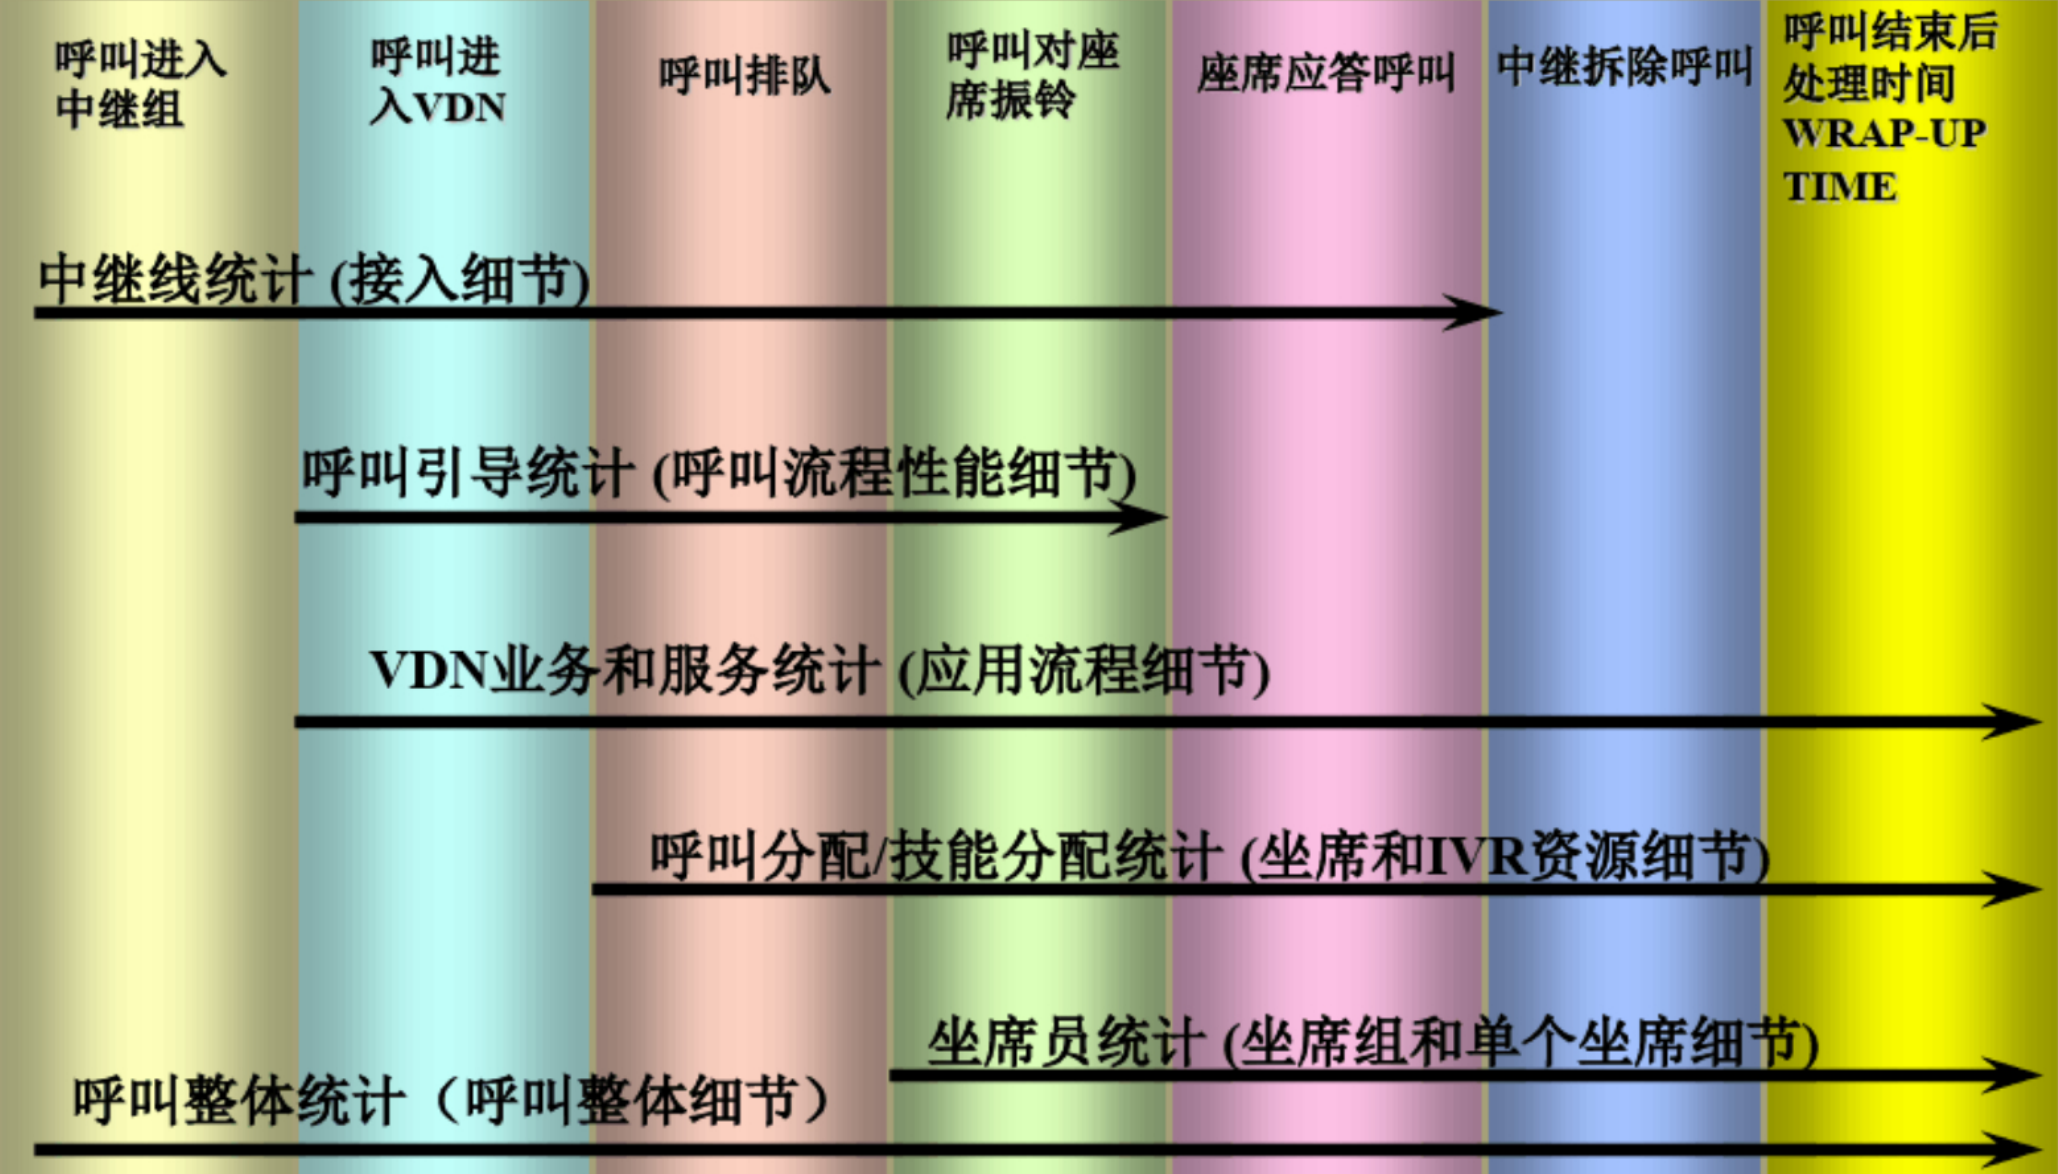 呼叫进入
中继组
呼叫进
入VDN
呼叫排队
呼叫对座
席振铃
座席应答呼叫
中继拆除呼叫
呼叫结束后
处理时间
WRAP-UP
TIME
中继线统计 (接入细节)
呼叫引导统计 (呼叫流程性能细节)
VDN业务和服务统计 (应用流程细节)
呼叫分配/技能分配统计 (坐席和IVR资源细节)
坐席员统计 (坐席组和单个坐席细节)
呼叫整体统计（呼叫整体细节）